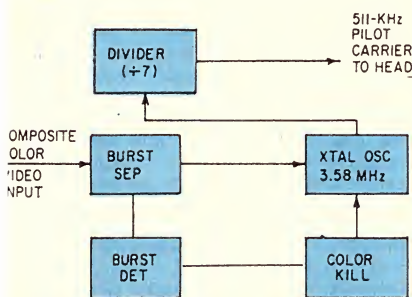 511-KHz
PILOT
CARRIER
TO HEAD
DIVIDER
(÷7)
OMPOSITE
OLOR
VIDEO
NPUT
BURST
SEP
XTAL OSC
3.58 MHz
BURST
DET
COLOR
KILL